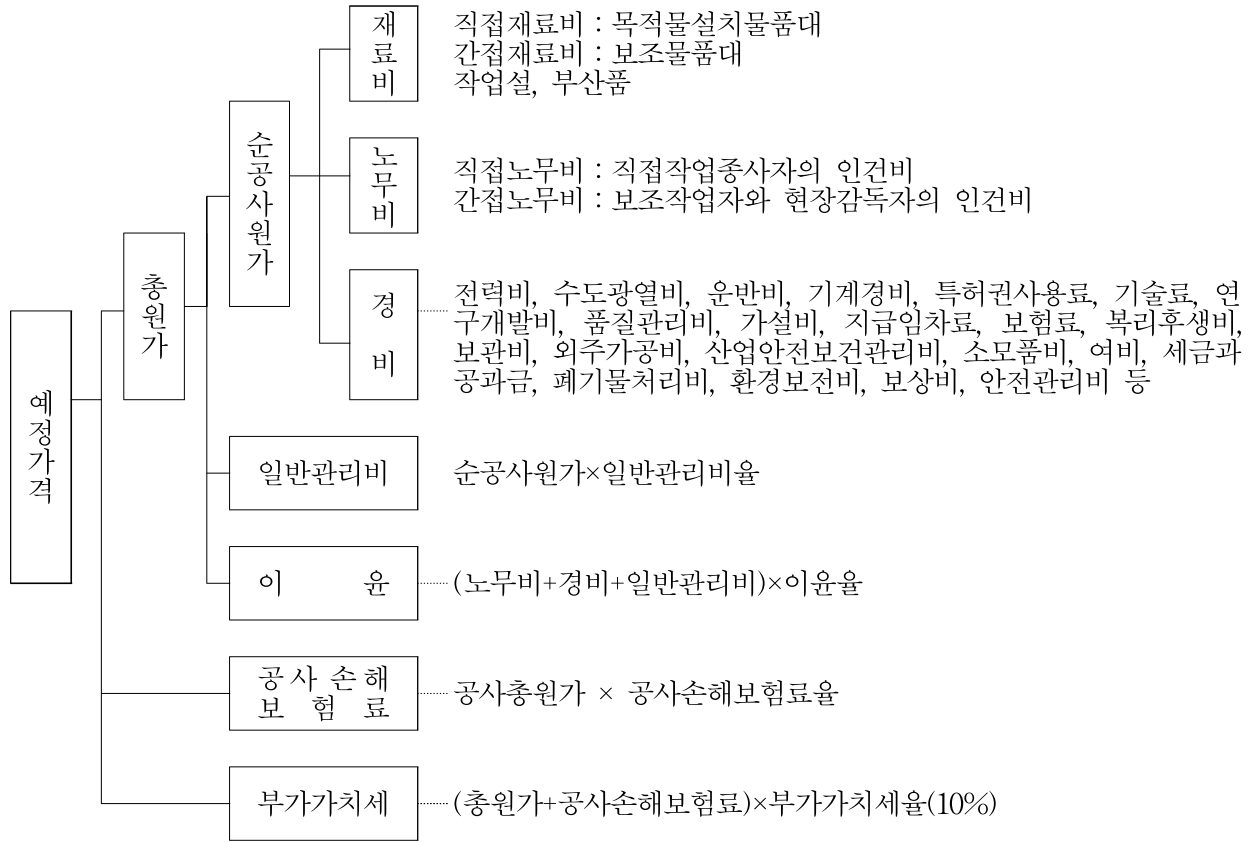 예정가격
총원가
순공사원가
재료비
직접재료비 : 목적물설치물품대
간접재료비 : 보조물품대
작업설, 부산품
노무비
직접노무비 : 직접작업종사자의 인건비
간접노무비 : 보조작업자와 현장감독자의 인건비
경비
전력비, 수도광열비, 운반비, 기계경비, 특허권사용료, 기술료, 연
구개발비, 품질관리비, 가설비, 지급임차료, 보험료, 복리후생비,
보관비, 외주가공비, 산업안전보건관리비, 소모품비, 여비, 세금과
공과금, 폐기물처리비, 환경보전비, 보상비, 안전관리비 등
일반관리비
순공사원가×일반관리비율
이 윤
(노무비+경비+일반관리비)×이윤율
공사 손해
보 험 료
공사총원가 × 공사손해보험료율
부가가치세
(총원가+공사손해보험료)×부가가치세율(10%)